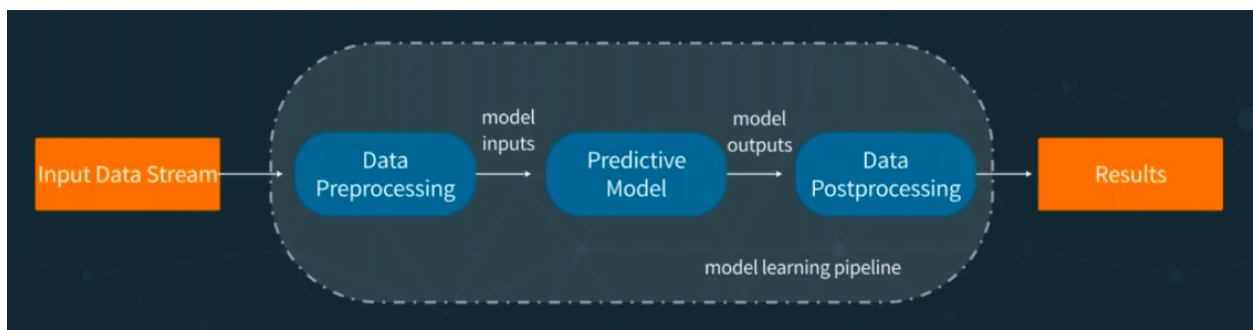 Input Data Stream
Data
Preprocessing
model
inputs
Predictive
Model
model
outputs
Data
Postprocessing
Results
model learning pipeline